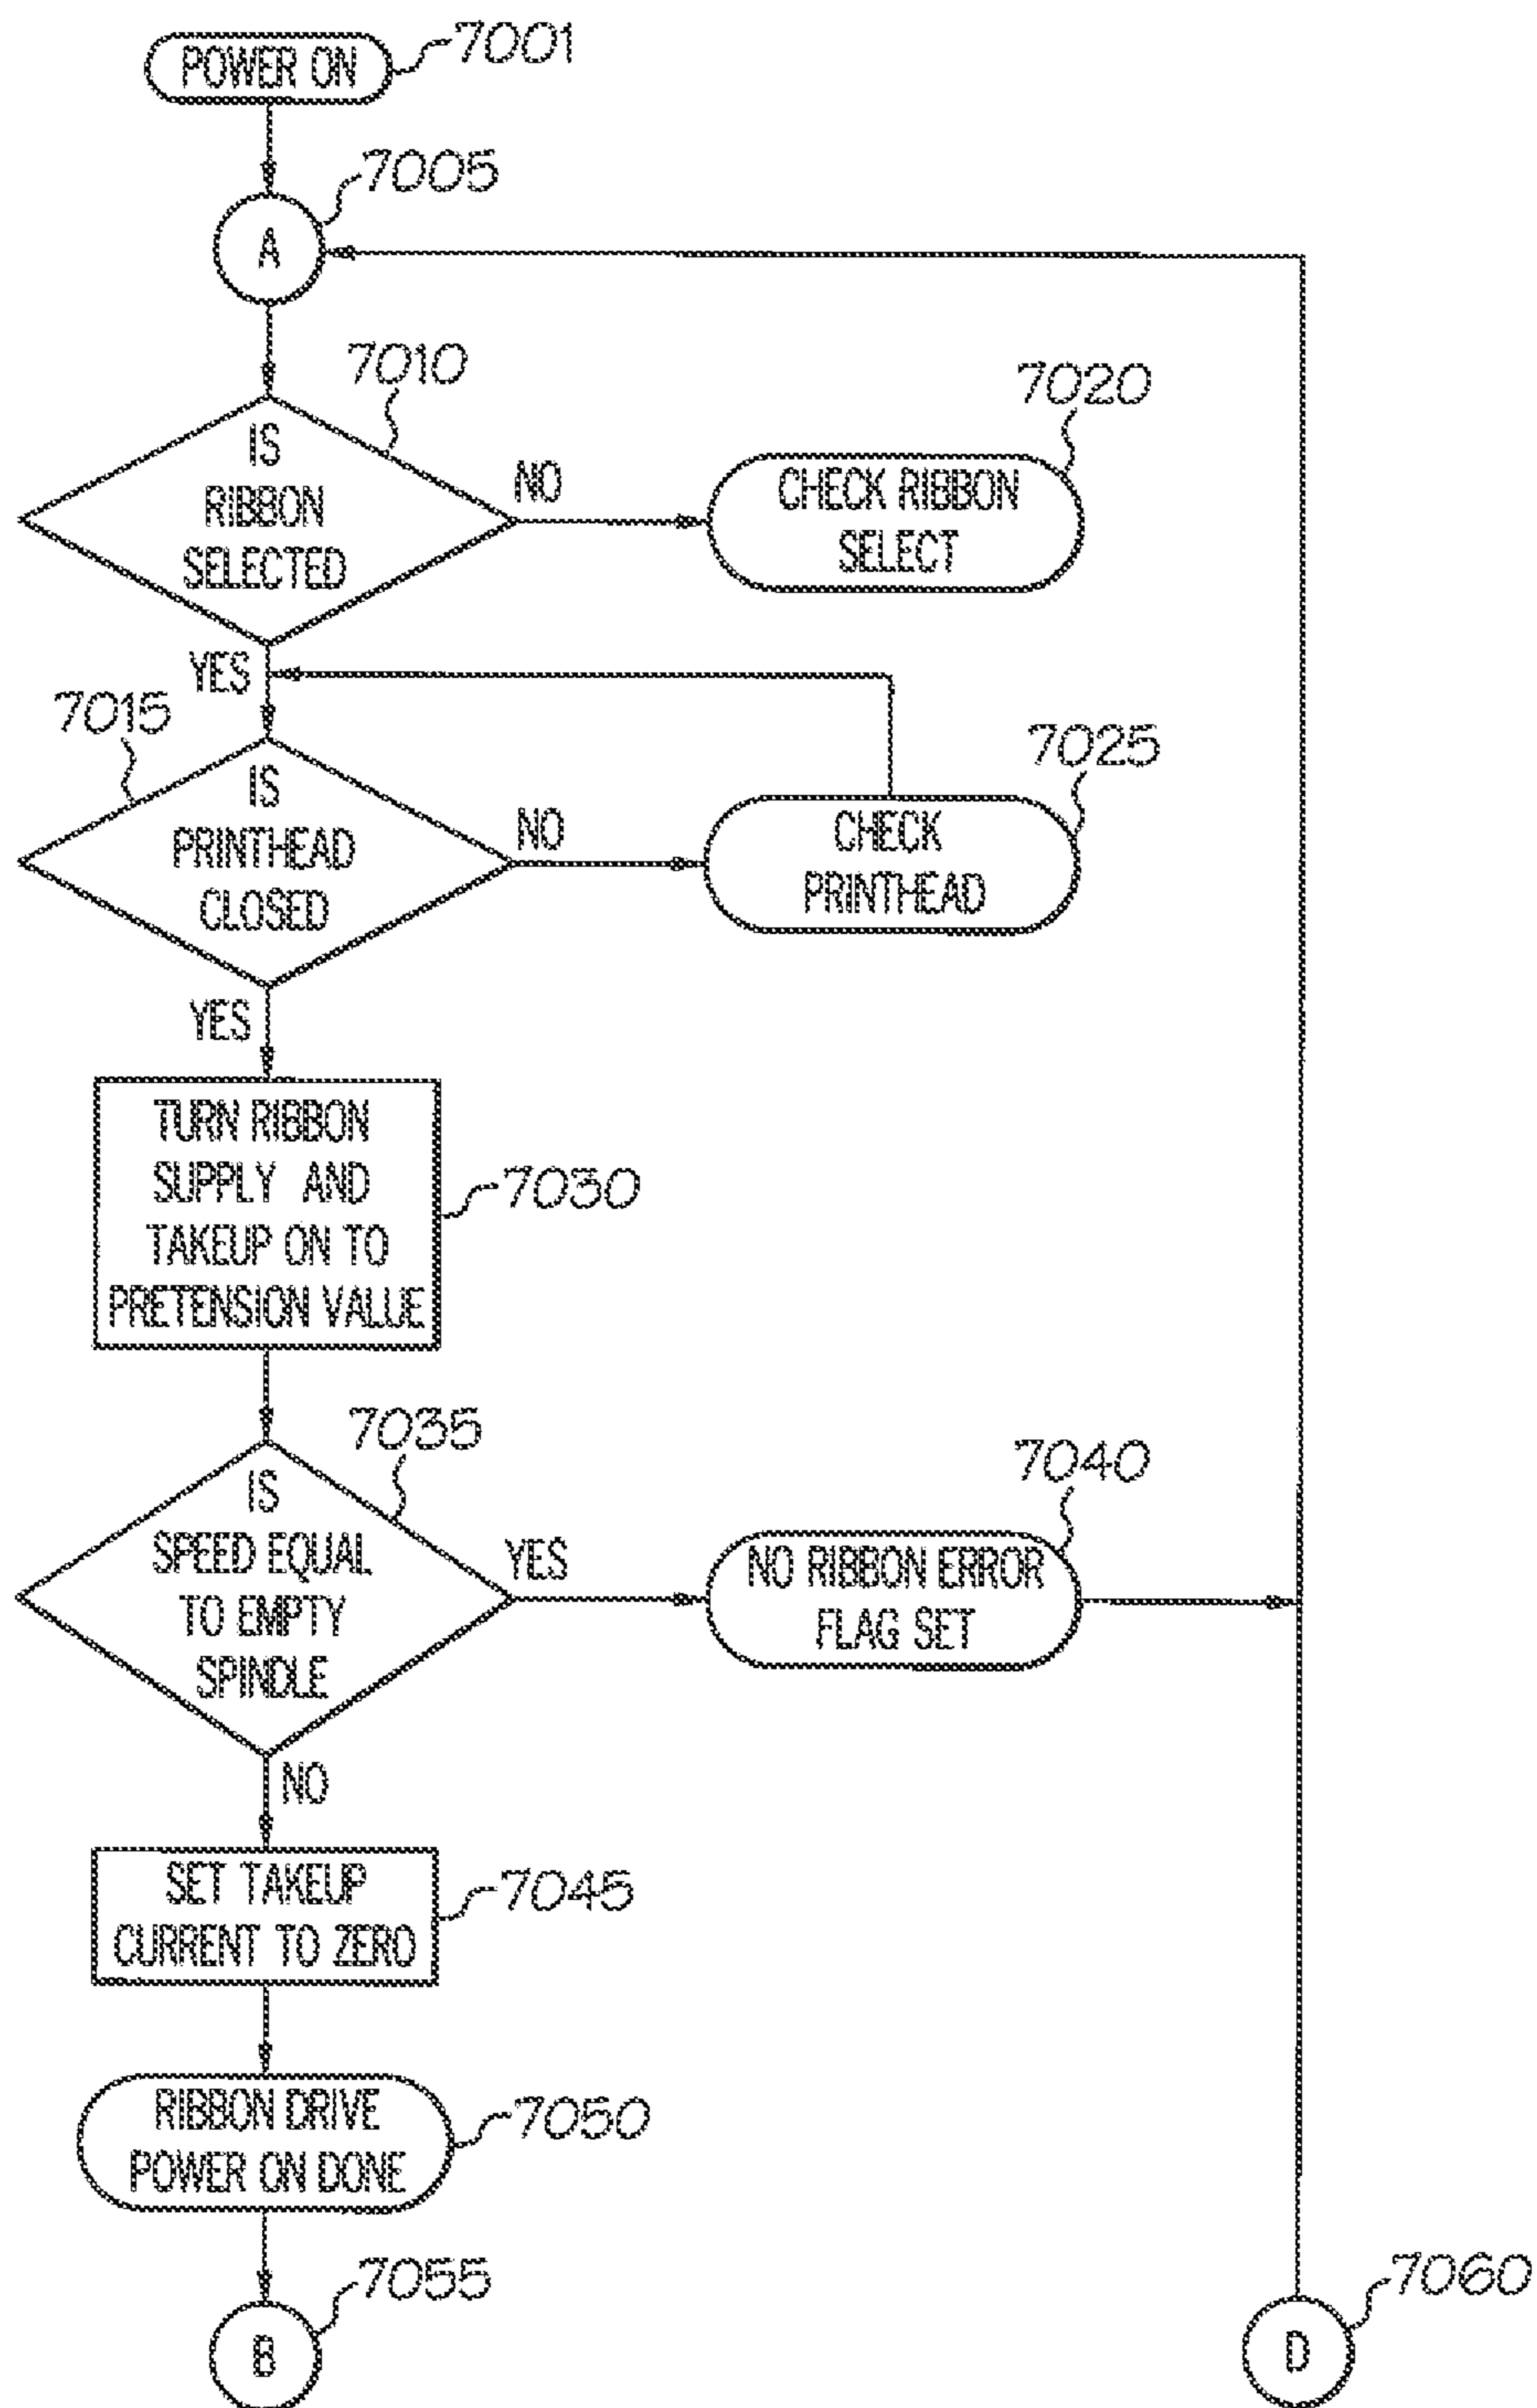 POWER ON
7001
7005
A
7010
IS
RIBBON
SELECTED
NO
7020
CHECK RIBBON
SELECT
YES
7015
IS
PRINTHEAD
CLOSED
NO
7025
CHECK
PRINTHEAD
YES
TURN RIBBON
SUPPLY AND
TAKEUP ON TO
PRETENSION VALUE
7030
7035
IS
SPEED EQUAL
TO EMPTY
SPINDLE
YES
7040
NO RIBBON ERROR
FLAG SET
NO
SET TAKEUP
CURRENT TO ZERO
7045
RIBBON DRIVE
POWER ON DONE
7050
7055
B
7060
D